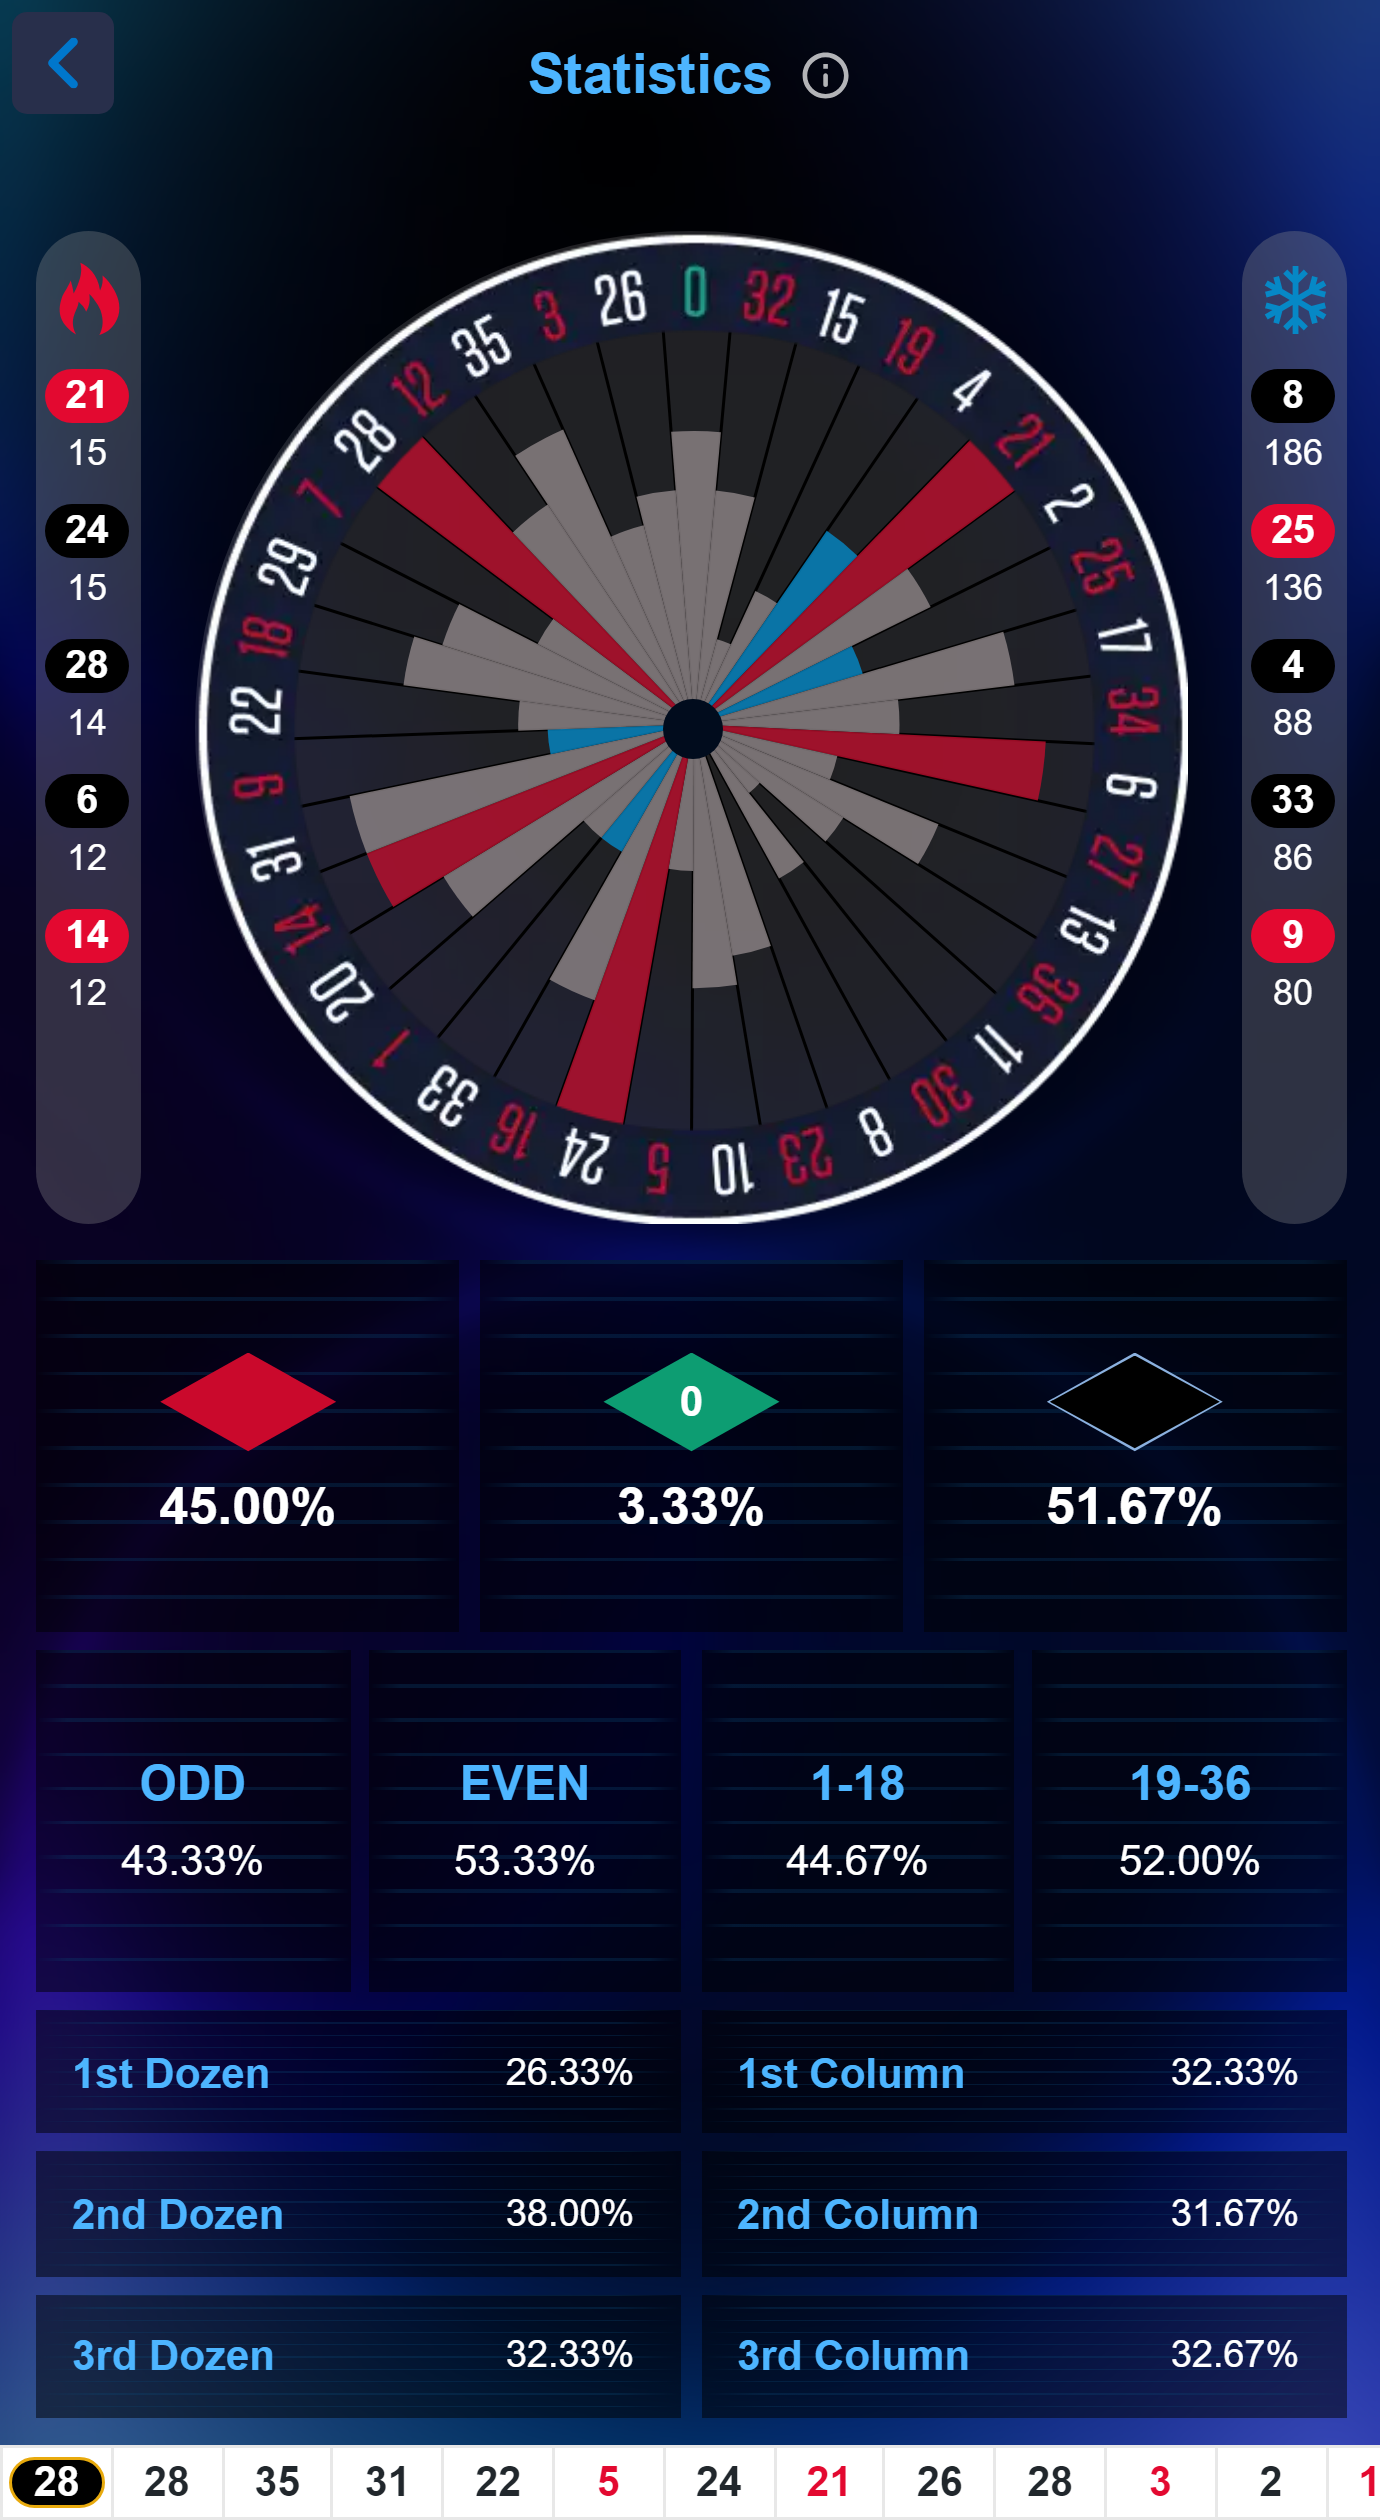 Statistics
0 32 15 19 4 21 2 25 17 34 6 27 13 36 11 30 8 23 10 5 24 16 33 1 20 14 31 9 22 18 29 7 28 12 35 3 26
21
15
24
15
28
14
6
12
14
12
8
186
25
136
4
88
33
86
9
80
0
45.00% 3.33% 51.67%
ODD EVEN 1-18 19-36
43.33% 53.33% 44.67% 52.00%
1st Dozen 26.33% 1st Column 32.33%
2nd Dozen 38.00% 2nd Column 31.67%
3rd Dozen 32.33% 3rd Column 32.67%
28 28 35 31 22 5 24 21 26 28 3 2